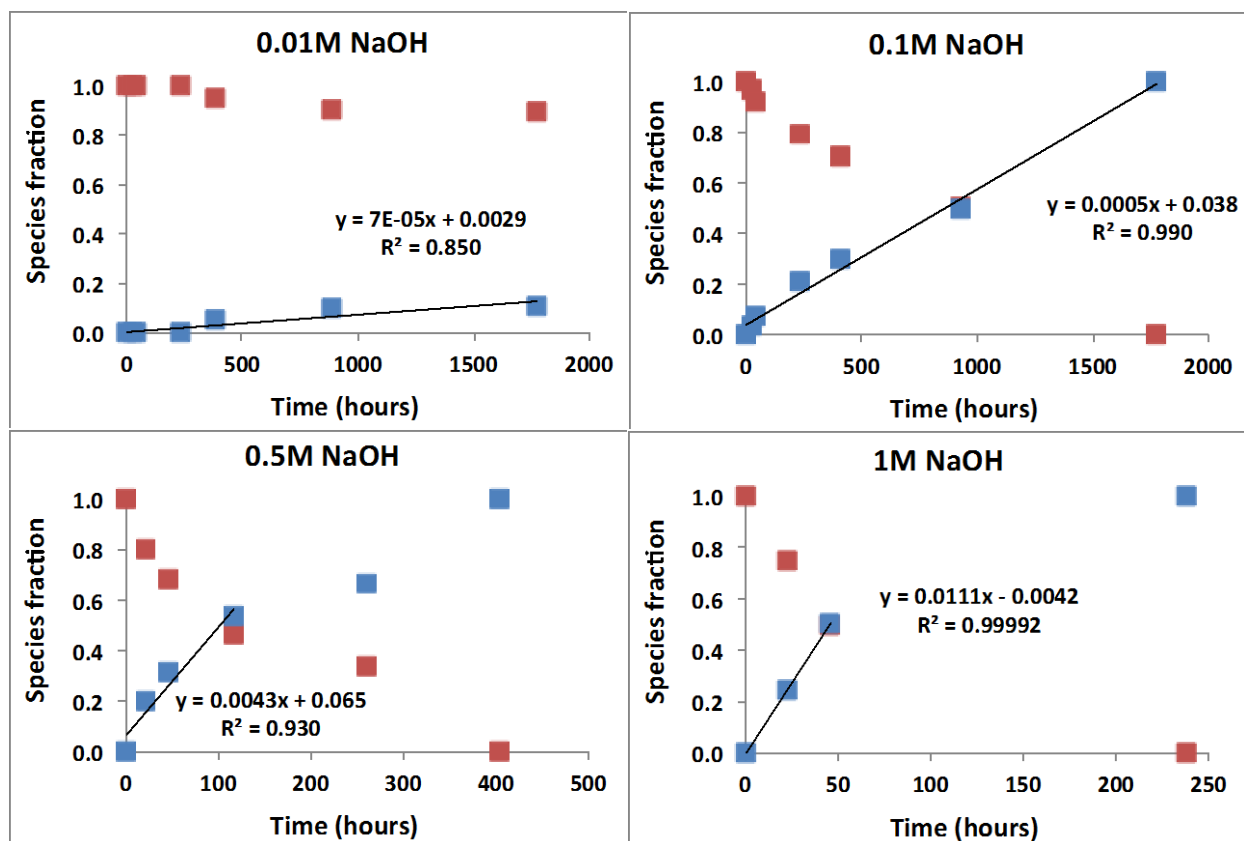 0.01M NaOH
Species fraction
1.0
0.8
0.6
0.4
0.2
0.0
y = 7E-05x + 0.0029
R² = 0.850
0 500 1000 1500 2000
Time (hours)
0.1M NaOH
Species fraction
1.0
0.8
0.6
0.4
0.2
0.0
y = 0.0005x + 0.038
R² = 0.990
0 500 1000 1500 2000
Time (hours)
0.5M NaOH
Species fraction
1.0
0.8
0.6
0.4
0.2
0.0
y = 0.0043x + 0.065
R² = 0.930
0 100 200 300 400 500
Time (hours)
1M NaOH
Species fraction
1.0
0.8
0.6
0.4
0.2
0.0
y = 0.0111x - 0.0042
R² = 0.99992
0 50 100 150 200 250
Time (hours)